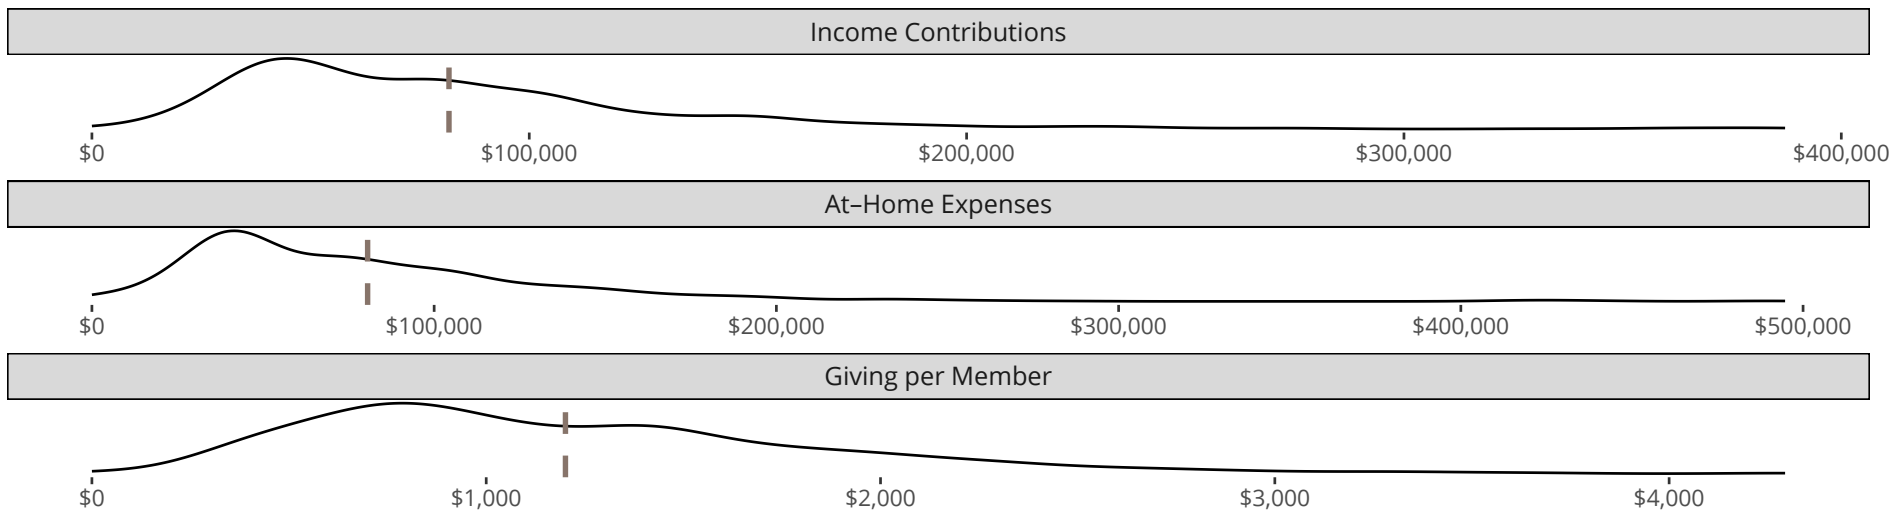 Income Contributions
$0 $100,000 $200,000 $300,000 $400,000
At–Home Expenses
$0 $100,000 $200,000 $300,000 $400,000 $500,000
Giving per Member
$0 $1,000 $2,000 $3,000 $4,000